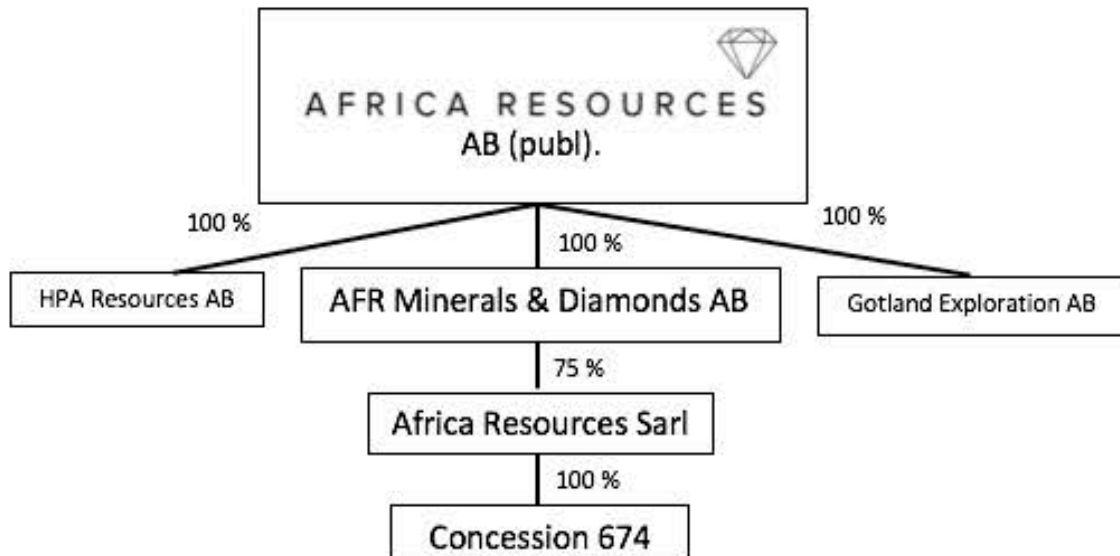 AFRICA RESOURCES
AB (publ).
100 %
100 %
100 %
HPA Resources AB
AFR Minerals & Diamonds AB
Gotland Exploration AB
75 %
Africa Resources Sarl
100 %
Concession 674